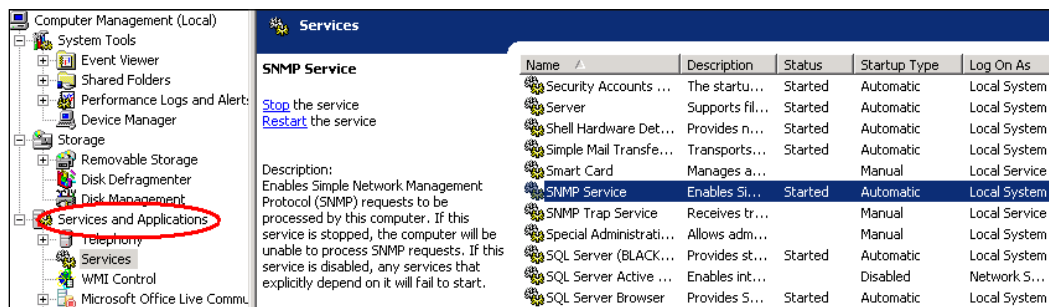 Computer Management (Local)
System Tools
Event Viewer
Shared Folders
Performance Logs and Alert
Device Manager
Storage
Removable Storage
Disk Defragmenter
Disk Management
Services and Applications
Telephony
Services
WMI Control
Microsoft Office Live Commu
Services
SNMP Service
Stop the service
Restart the service
Description:
Enables Simple Network Management
Protocol (SNMP) requests to be
processed by this computer. If this
service is stopped, the computer will be
unable to process SNMP requests. If this
service is disabled, any services that
explicitly depend on it will fail to start.
Name Description Status Startup Type Log On As
Security Accounts ... The startu... Started Automatic Local System
Server Supports fil... Started Automatic Local System
Shell Hardware Det... Provides n... Started Automatic Local System
Simple Mail Transfe... Transports... Started Automatic Local System
Smart Card Manages a... Manual Local Service
SNMP Service Enables Si... Started Automatic Local System
SNMP Trap Service Receives tr... Manual Local Service
Special Administrati... Allows adm... Manual Local System
SQL Server (BLACK... Provides st... Started Automatic Local System
SQL Server Active ... Enables int... Disabled Network S...
SQL Server Browser Provides S... Started Automatic Local System